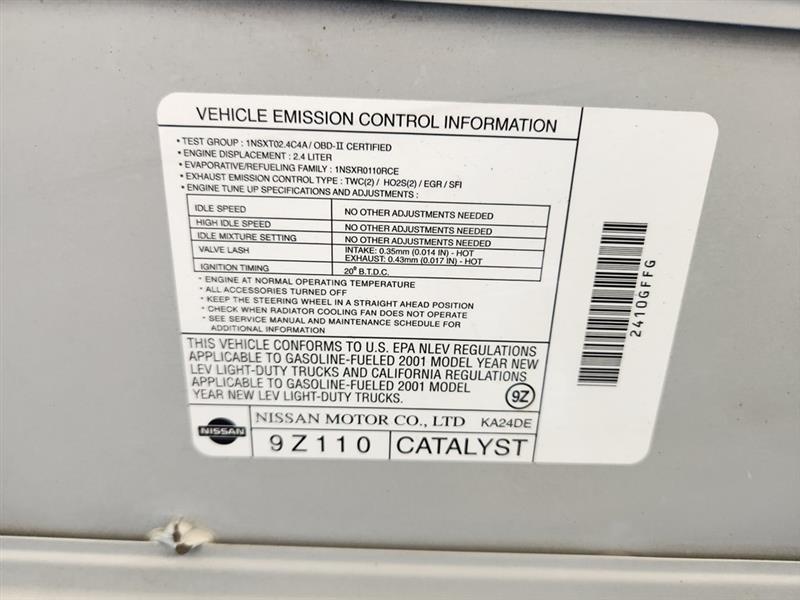 VEHICLE EMISSION CONTROL INFORMATION
• TEST GROUP : 1NSXT02.4C4A / OBD-II CERTIFIED
• ENGINE DISPLACEMENT : 2.4 LITER
• EVAPORATIVE/REFUELING FAMILY : 1NSXR0110RCE
• EXHAUST EMISSION CONTROL TYPE : TWC(2) / HO2S(2) / EGR / SFI
• ENGINE TUNE UP SPECIFICATIONS AND ADJUSTMENTS :
IDLE SPEED NO OTHER ADJUSTMENTS NEEDED
HIGH IDLE SPEED NO OTHER ADJUSTMENTS NEEDED
IDLE MIXTURE SETTING NO OTHER ADJUSTMENTS NEEDED
VALVE LASH INTAKE: 0.35mm (0.014 IN) - HOT
EXHAUST: 0.43mm (0.017 IN) - HOT
IGNITION TIMING 20° B.T.D.C.
• ENGINE AT NORMAL OPERATING TEMPERATURE
• ALL ACCESSORIES TURNED OFF
• KEEP THE STEERING WHEEL IN A STRAIGHT AHEAD POSITION
• CHECK WHEN RADIATOR COOLING FAN DOES NOT OPERATE
• SEE SERVICE MANUAL AND MAINTENANCE SCHEDULE FOR
ADDITIONAL INFORMATION
THIS VEHICLE CONFORMS TO U.S. EPA NLEV REGULATIONS
APPLICABLE TO GASOLINE-FUELED 2001 MODEL YEAR NEW
LEV LIGHT-DUTY TRUCKS AND CALIFORNIA REGULATIONS
APPLICABLE TO GASOLINE-FUELED 2001 MODEL
YEAR NEW LEV LIGHT-DUTY TRUCKS.
9Z
NISSAN
NISSAN MOTOR CO., LTD KA24DE
9Z110 CATALYST
2410GFFG